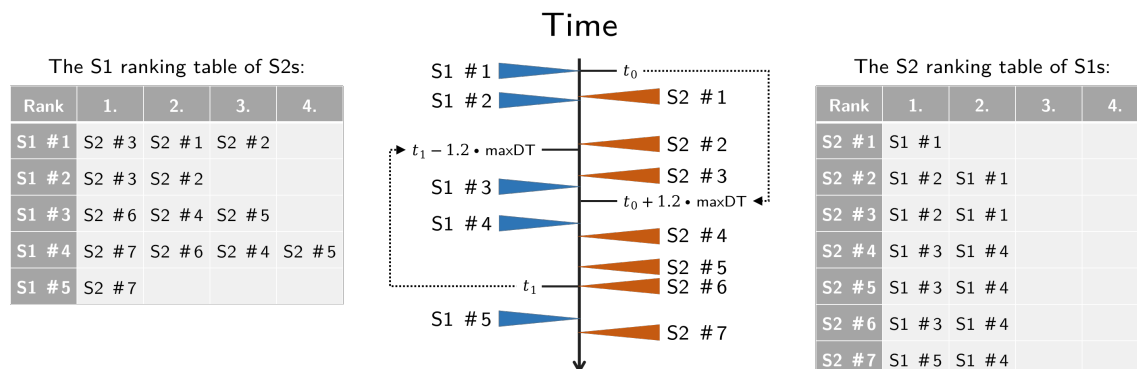 Time
The S1 ranking table of S2s:
Rank 1. 2. 3. 4.
S1 #1 S2 #3 S2 #1 S2 #2
S1 #2 S2 #3 S2 #2
S1 #3 S2 #6 S2 #4 S2 #5
S1 #4 S2 #7 S2 #6 S2 #4 S2 #5
S1 #5 S2 #7
S1 #1 t₀
S1 #2 S2 #1
S2 #2
t₁ − 1.2 • maxDT
S2 #3
S1 #3
t₀ + 1.2 • maxDT
S1 #4
S2 #4
S2 #5
t₁ S2 #6
S1 #5
S2 #7
The S2 ranking table of S1s:
Rank 1. 2. 3. 4.
S2 #1 S1 #1
S2 #2 S1 #2 S1 #1
S2 #3 S1 #2 S1 #1
S2 #4 S1 #3 S1 #4
S2 #5 S1 #3 S1 #4
S2 #6 S1 #3 S1 #4
S2 #7 S1 #5 S1 #4